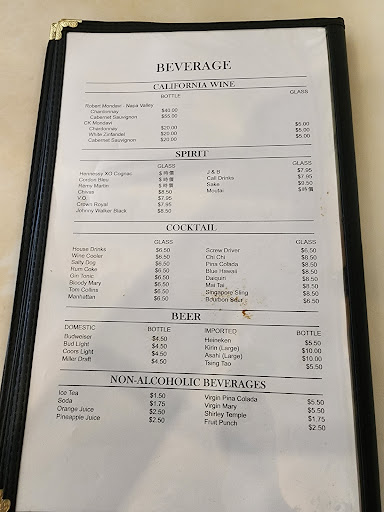 BEVERAGE
CALIFORNIA WINE
BOTTLE GLASS
Robert Mondavi - Napa Valley
Chardonnay $40.00
Cabernet Sauvignon $55.00
CK Mondavi
Chardonnay $20.00 $5.00
White Zinfandel $20.00 $5.00
Cabernet Sauvignon $20.00 $5.00
SPIRIT
GLASS GLASS
Hennessy XO Cognac $ 時價 J & B $7.95
Cordon Bleu $ 時價 Call Drinks $7.95
Remy Martin $ 時價 Sake $9.50
Chivas $8.50 Moutai $ 時價
V.O. $7.95
Crown Royal $7.95
Johnny Walker Black $8.50
COCKTAIL
GLASS GLASS
House Drinks $6.50 Screw Driver $6.50
Wine Cooler $6.50 Chi Chi $8.50
Salty Dog $6.50 Pina Colada $8.50
Rum Coke $6.50 Blue Hawaii $8.50
Gin Tonic $6.50 Daiquiri $8.50
Bloody Mary $6.50 Mai Tai $8.50
Tom Collins $6.50 Singapore Sling $8.50
Manhattan $6.50 Bourbon Sour $6.50
BEER
DOMESTIC BOTTLE IMPORTED BOTTLE
Budweiser $4.50 Heineken $5.50
Bud Light $4.50 Kirin (Large) $10.00
Coors Light $4.50 Asahi (Large) $10.00
Miller Draft $4.50 Tsing Tao $5.50
NON-ALCOHOLIC BEVERAGES
Ice Tea $1.50 Virgin Pina Colada $5.50
Soda $1.75 Virgin Mary $5.50
Orange Juice $2.50 Shirley Temple $1.75
Pineapple Juice $2.50 Fruit Punch $2.50